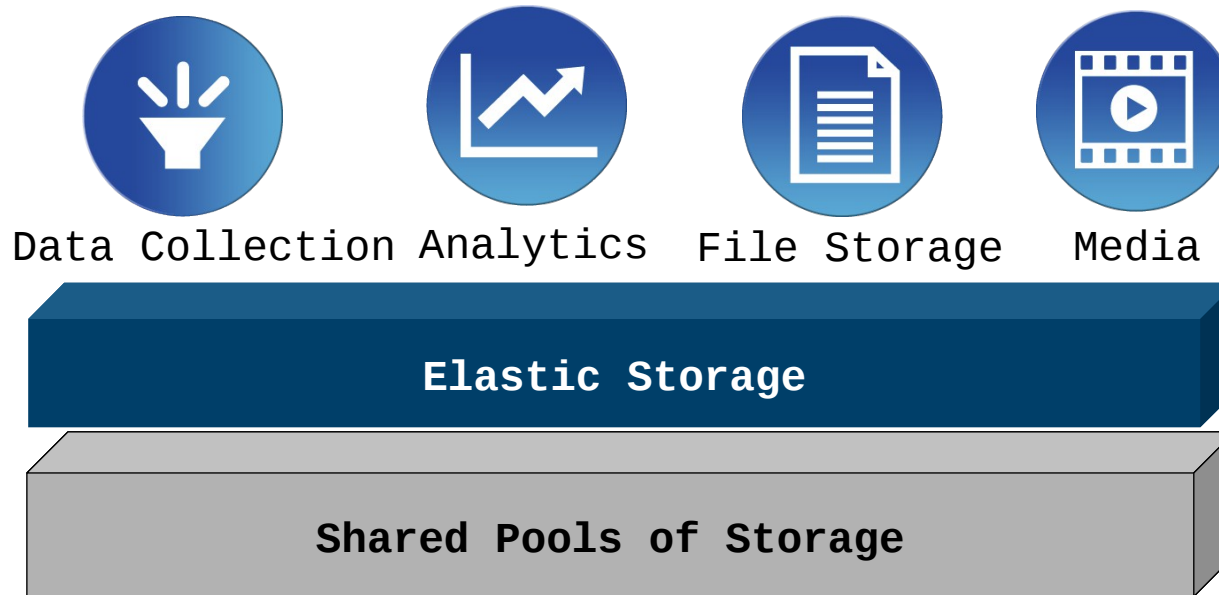 Data Collection Analytics File Storage Media
Elastic Storage
Shared Pools of Storage